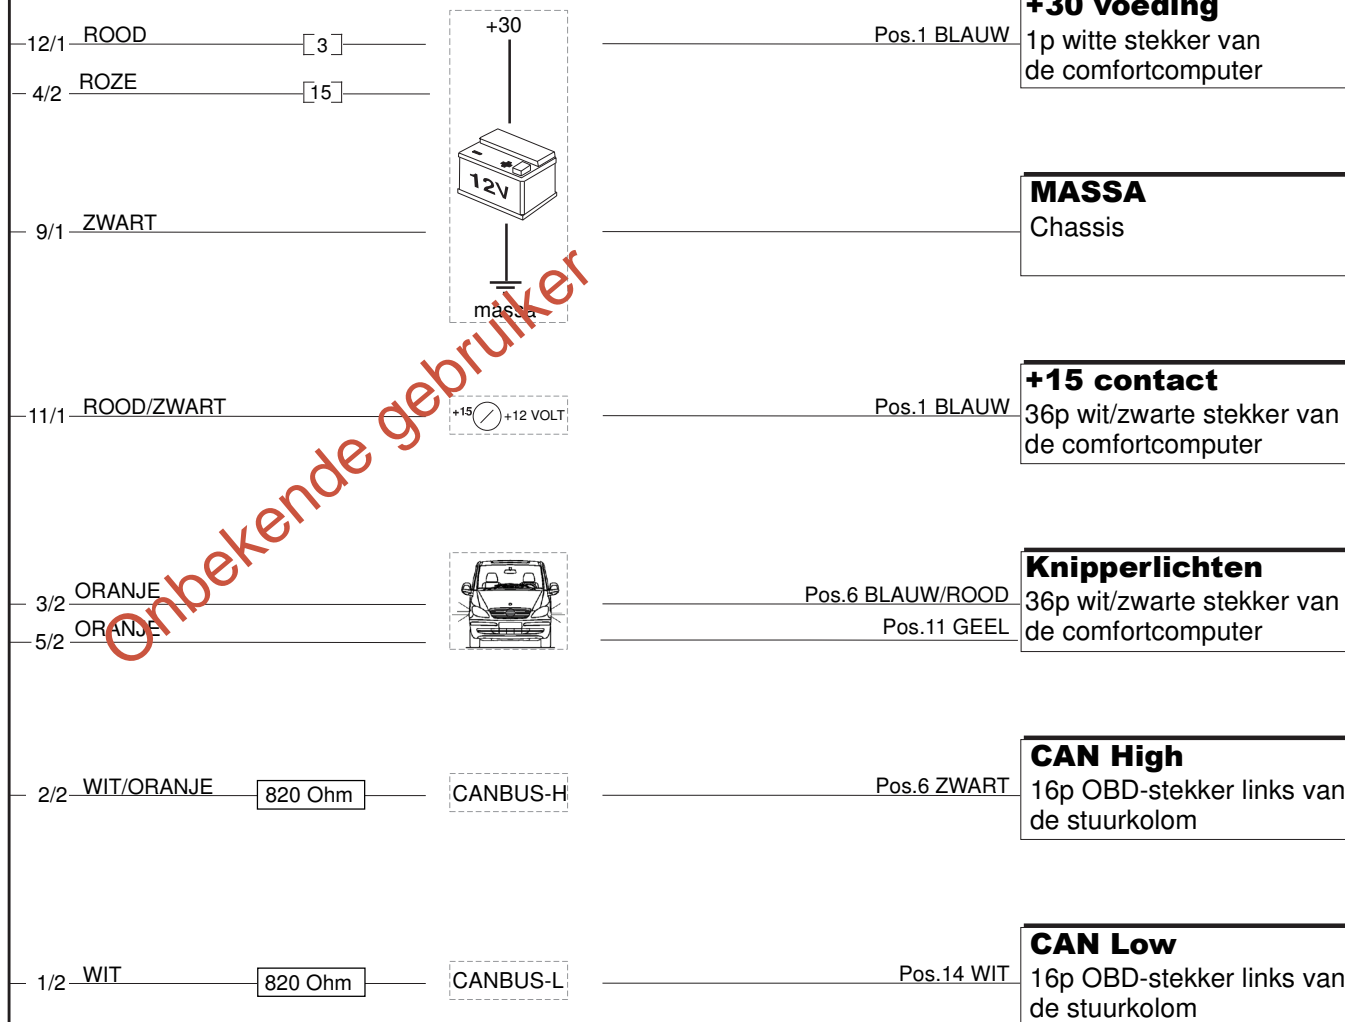 +30 voeding
12/1 ROOD [3] +30 Pos.1 BLAUW 1p witte stekker van
de comfortcomputer
4/2 ROZE [15]
12V
MASSA
9/1 ZWART Chassis
massa
+15 contact
11/1 ROOD/ZWART +15 +12 VOLT Pos.1 BLAUW 36p wit/zwarte stekker van
de comfortcomputer
Onbekende gebruiker
Knipperlichten
3/2 ORANJE Pos.6 BLAUW/ROOD 36p wit/zwarte stekker van
5/2 ORANJE Pos.11 GEEL de comfortcomputer
CAN High
2/2 WIT/ORANJE 820 Ohm CANBUS-H Pos.6 ZWART 16p OBD-stekker links van
de stuurkolom
CAN Low
1/2 WIT 820 Ohm CANBUS-L Pos.14 WIT 16p OBD-stekker links van
de stuurkolom